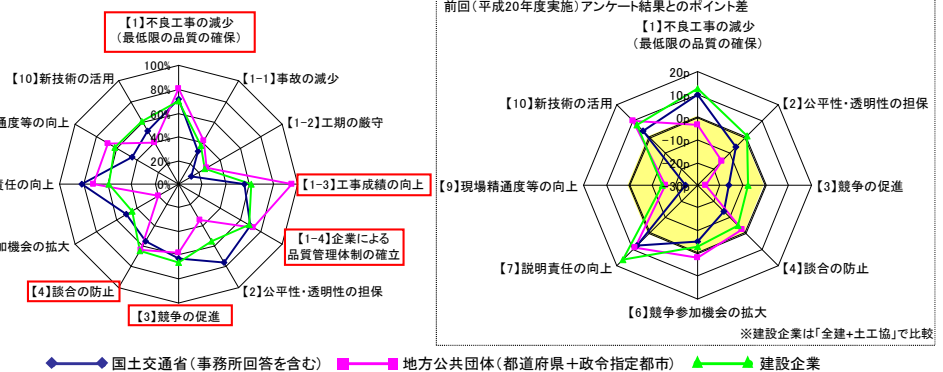 【1】不良工事の減少
（最低限の品質の確保）
100%
80%
60%
40%
20%
0%
【1-1】事故の減少
【1-2】工期の厳守
【1-3】工事成績の向上
【1-4】企業による
品質管理体制の確立
【2】公平性・透明性の担保
【3】競争の促進
【4】談合の防止
加機会の拡大
責任の向上
通度等の向上
【10】新技術の活用
前回（平成20年度実施）アンケート結果とのポイント差
【1】不良工事の減少
（最低限の品質の確保）
20p
10p
0p
-10p
-20p
-30p
【2】公平性・透明性の担保
【3】競争の促進
【4】談合の防止
【6】競争参加機会の拡大
【7】説明責任の向上
【9】現場精通度等の向上
【10】新技術の活用
※建設企業は「全建+土工協」で比較
国土交通省（事務所回答を含む）
地方公共団体（都道府県＋政令指定都市）
建設企業